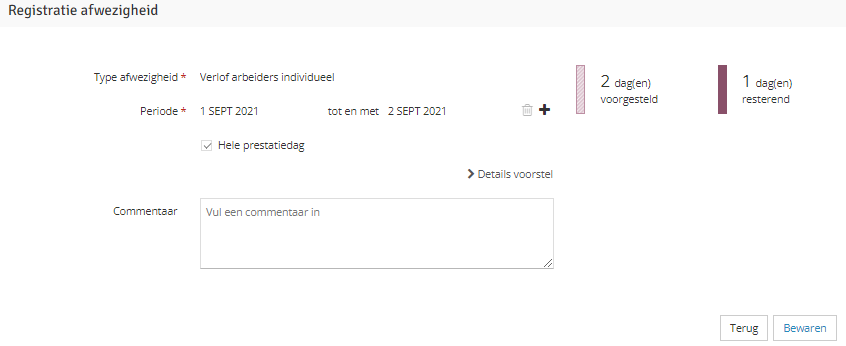 Registratie afwezigheid
Type afwezigheid * Verlof arbeiders individueel
2 dag(en)
voorgesteld
1 dag(en)
resterend
Periode * 1 SEPT 2021 tot en met 2 SEPT 2021
Hele prestatiedag
Details voorstel
Commentaar
Vul een commentaar in
Terug Bewaren